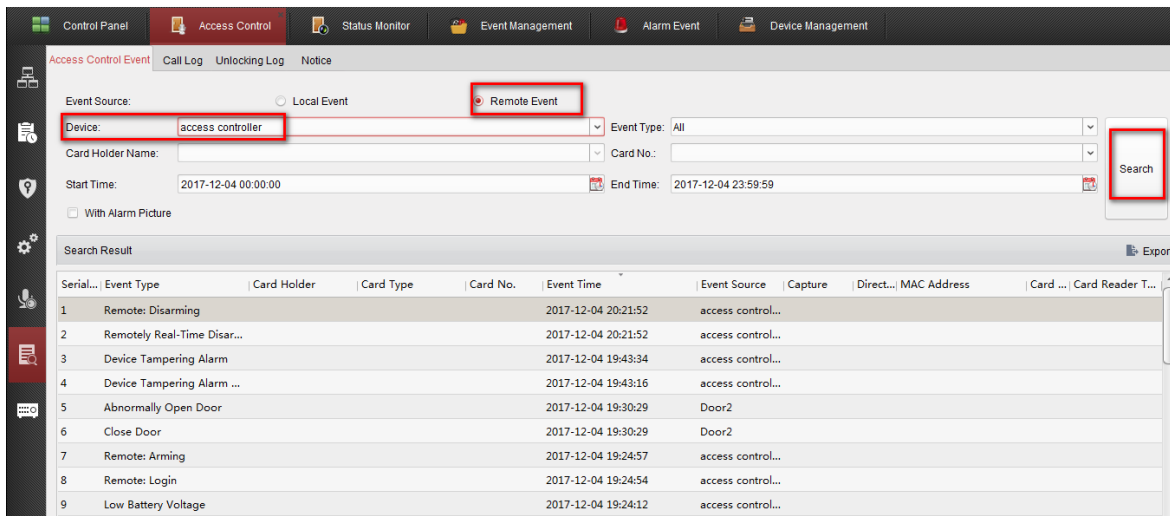 Control Panel Access Control Status Monitor Event Management Alarm Event Device Management
Access Control Event Call Log Unlocking Log Notice
Event Source: Local Event Remote Event
Device: access controller Event Type: All
Card Holder Name: Card No.:
Search
Start Time: 2017-12-04 00:00:00 End Time: 2017-12-04 23:59:59
With Alarm Picture
Search Result Expor
Serial... Event Type Card Holder Card Type Card No. Event Time Event Source Capture Direct... MAC Address Card ... Card Reader T...
1 Remote: Disarming 2017-12-04 20:21:52 access control...
2 Remotely Real-Time Disar... 2017-12-04 20:21:52 access control...
3 Device Tampering Alarm 2017-12-04 19:43:34 access control...
4 Device Tampering Alarm ... 2017-12-04 19:43:16 access control...
5 Abnormally Open Door 2017-12-04 19:30:29 Door2
6 Close Door 2017-12-04 19:30:29 Door2
7 Remote: Arming 2017-12-04 19:24:57 access control...
8 Remote: Login 2017-12-04 19:24:54 access control...
9 Low Battery Voltage 2017-12-04 19:24:12 access control...